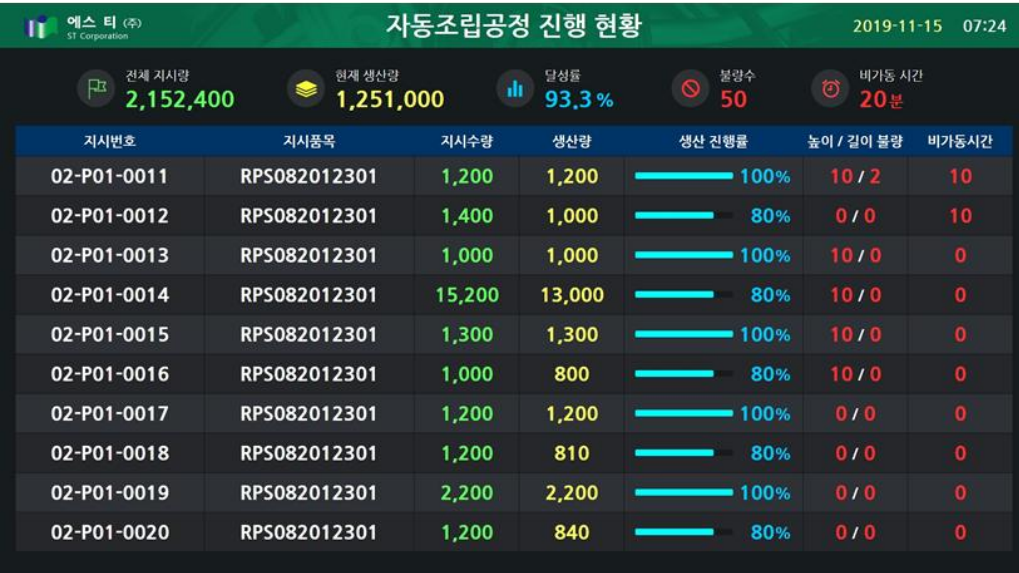 에스 티 (주)
ST Corporation
자동조립공정 진행 현황
2019-11-15 07:24
전체 지시량
2,152,400
현재 생산량
1,251,000
달성률
93.3 %
불량수
50
비가동 시간
20분
지시번호 지시품목 지시수량 생산량 생산 진행률 높이 / 길이 불량 비가동시간
02-P01-0011 RPS082012301 1,200 1,200 100% 10 / 2 10
02-P01-0012 RPS082012301 1,400 1,000 80% 0 / 0 10
02-P01-0013 RPS082012301 1,000 1,000 100% 10 / 0 0
02-P01-0014 RPS082012301 15,200 13,000 80% 10 / 0 0
02-P01-0015 RPS082012301 1,300 1,300 100% 10 / 0 0
02-P01-0016 RPS082012301 1,000 800 80% 10 / 0 0
02-P01-0017 RPS082012301 1,200 1,200 100% 0 / 0 0
02-P01-0018 RPS082012301 1,200 810 80% 0 / 0 0
02-P01-0019 RPS082012301 2,200 2,200 100% 0 / 0 0
02-P01-0020 RPS082012301 1,200 840 80% 0 / 0 0